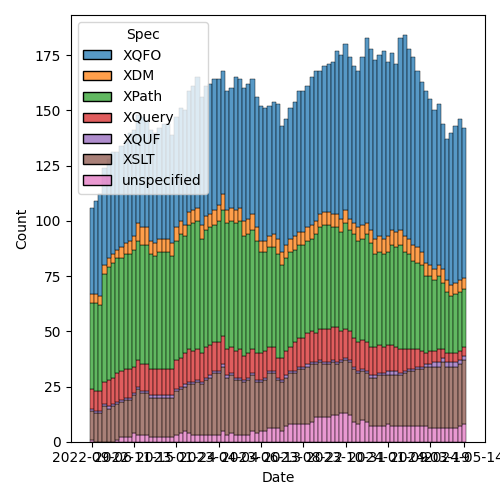 Spec
XQFO
XDM
XPath
XQuery
XQUF
XSLT
unspecified
Count
175
150
125
100
75
50
25
0
Date